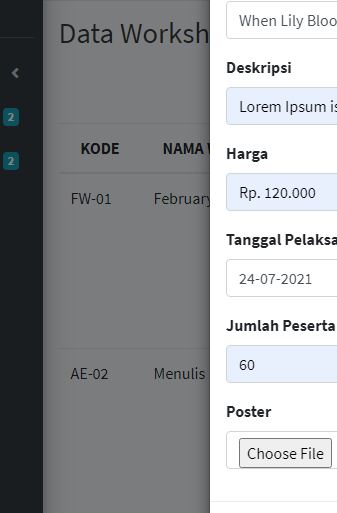 Data Worksh
2
2
KODE NAMA
FW-01 February
AE-02 Menulis
When Lily Bloo
Deskripsi
Lorem Ipsum is
Harga
Rp. 120.000
Tanggal Pelaksa
24-07-2021
Jumlah Peserta
60
Poster
Choose File